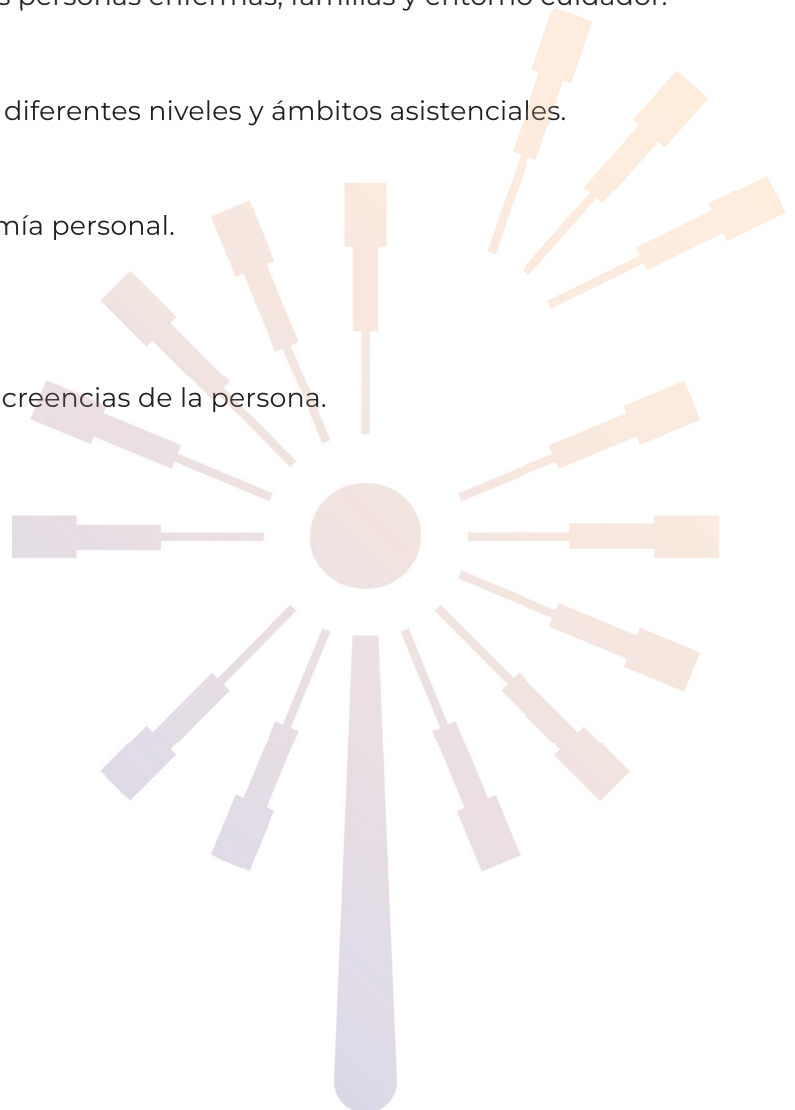 personas enfermas, familias y entorno cuidador.
diferentes niveles y ámbitos asistenciales.
mía personal.
creencias de la persona.